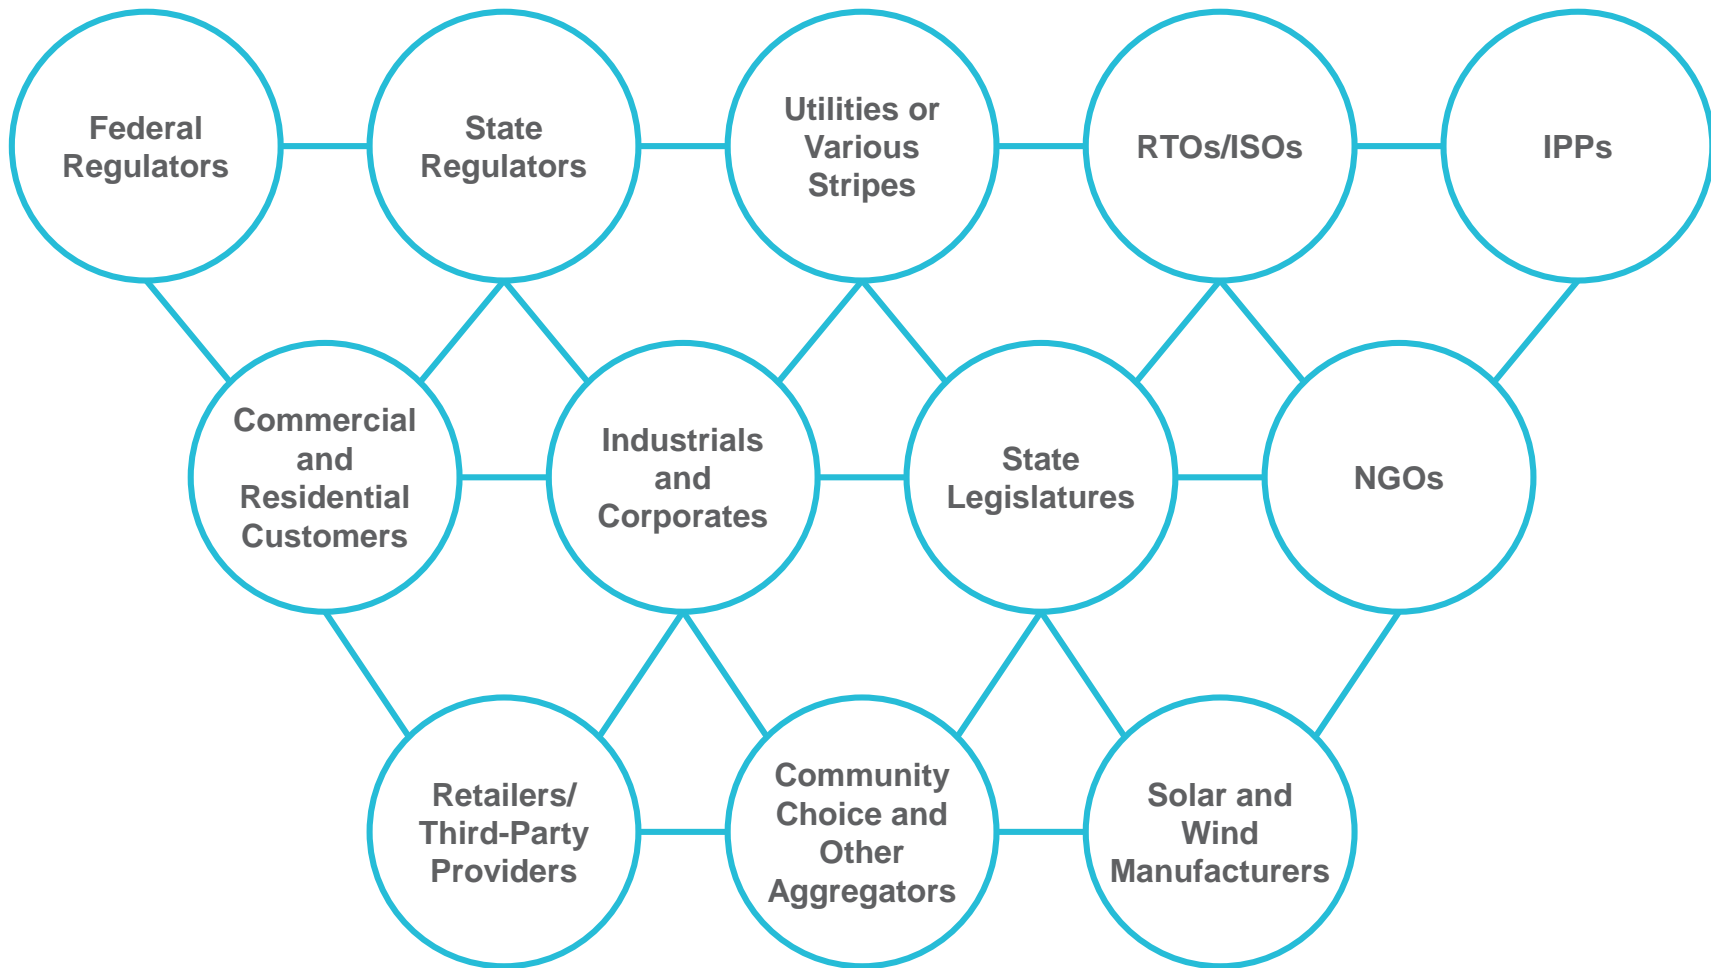 Federal
Regulators
State
Regulators
Utilities or
Various
Stripes
RTOs/ISOs
IPPs
Commercial
and
Residential
Customers
Industrials
and
Corporates
State
Legislatures
NGOs
Retailers/
Third-Party
Providers
Community
Choice and
Other
Aggregators
Solar and
Wind
Manufacturers